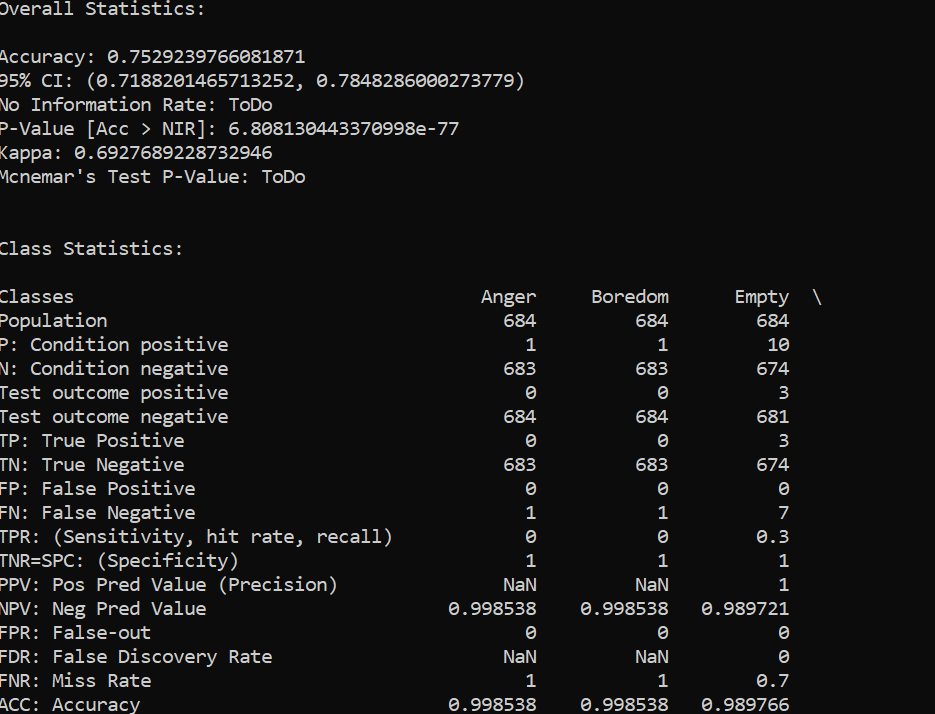 Overall Statistics:
Accuracy: 0.7529239766081871
95% CI: (0.7188201465713252, 0.7848286000273779)
No Information Rate: ToDo
P-Value [Acc > NIR]: 6.808130443370998e-77
Kappa: 0.6927689228732946
Mcnemar's Test P-Value: ToDo
Class Statistics:
Classes Anger Boredom Empty \
Population 684 684 684
P: Condition positive 1 1 10
N: Condition negative 683 683 674
Test outcome positive 0 0 3
Test outcome negative 684 684 681
TP: True Positive 0 0 3
TN: True Negative 683 683 674
FP: False Positive 0 0 0
FN: False Negative 1 1 7
TPR: (Sensitivity, hit rate, recall) 0 0 0.3
TNR=SPC: (Specificity) 1 1 1
PPV: Pos Pred Value (Precision) NaN NaN 1
NPV: Neg Pred Value 0.998538 0.998538 0.989721
FPR: False-out 0 0 0
FDR: False Discovery Rate NaN NaN 0
FNR: Miss Rate 1 1 0.7
ACC: Accuracy 0.998538 0.998538 0.989766